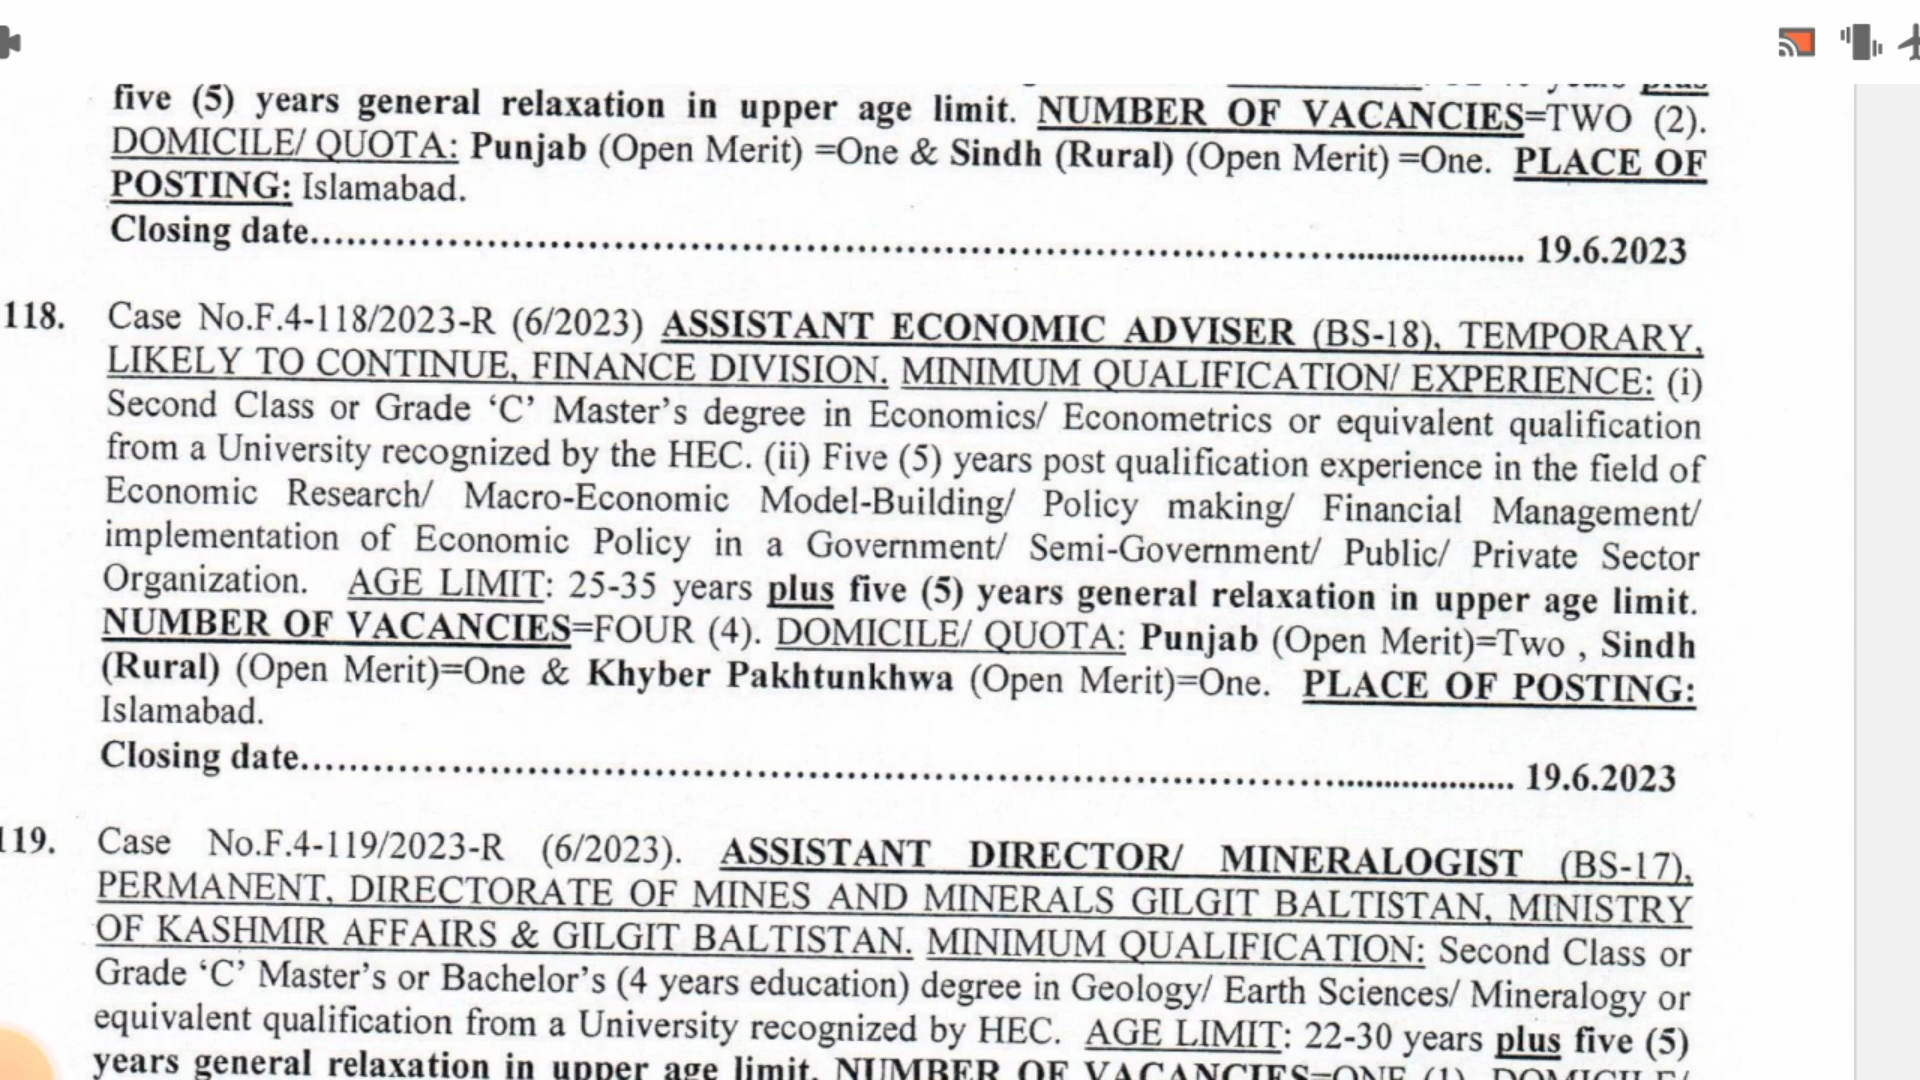 five (5) years general relaxation in upper age limit. NUMBER OF VACANCIES=TWO (2).
DOMICILE/ QUOTA: Punjab (Open Merit) =One & Sindh (Rural) (Open Merit) =One. PLACE OF
POSTING: Islamabad.
Closing date.......................................................................................................... 19.6.2023
118. Case No.F.4-118/2023-R (6/2023) ASSISTANT ECONOMIC ADVISER (BS-18), TEMPORARY,
LIKELY TO CONTINUE, FINANCE DIVISION. MINIMUM QUALIFICATION/ EXPERIENCE: (i)
Second Class or Grade ‘C’ Master’s degree in Economics/ Econometrics or equivalent qualification
from a University recognized by the HEC. (ii) Five (5) years post qualification experience in the field of
Economic Research/ Macro-Economic Model-Building/ Policy making/ Financial Management/
implementation of Economic Policy in a Government/ Semi-Government/ Public/ Private Sector
Organization. AGE LIMIT: 25-35 years plus five (5) years general relaxation in upper age limit.
NUMBER OF VACANCIES=FOUR (4). DOMICILE/ QUOTA: Punjab (Open Merit)=Two , Sindh
(Rural) (Open Merit)=One & Khyber Pakhtunkhwa (Open Merit)=One. PLACE OF POSTING:
Islamabad.
Closing date.......................................................................................................... 19.6.2023
119. Case No.F.4-119/2023-R (6/2023). ASSISTANT DIRECTOR/ MINERALOGIST (BS-17),
PERMANENT, DIRECTORATE OF MINES AND MINERALS GILGIT BALTISTAN, MINISTRY
OF KASHMIR AFFAIRS & GILGIT BALTISTAN. MINIMUM QUALIFICATION: Second Class or
Grade ‘C’ Master’s or Bachelor’s (4 years education) degree in Geology/ Earth Sciences/ Mineralogy or
equivalent qualification from a University recognized by HEC. AGE LIMIT: 22-30 years plus five (5)
years general relaxation in upper age limit. NUMBER OF VACANCIES=ONE (1). DOMICILE/